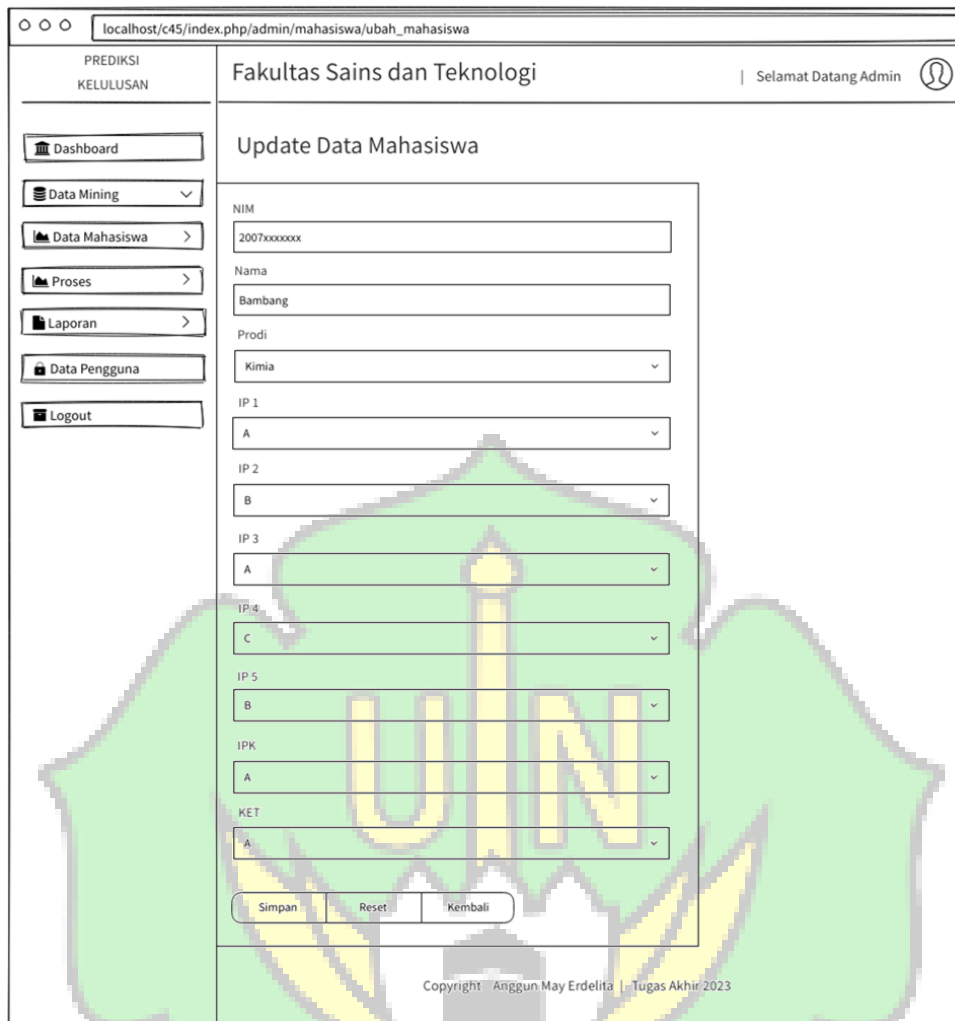 localhost/c45/index.php/admin/mahasiswa/ubah_mahasiswa
PREDIKSI
KELULUSAN
Fakultas Sains dan Teknologi
| Selamat Datang Admin
Dashboard
Data Mining
Data Mahasiswa
Proses
Laporan
Data Pengguna
Logout
Update Data Mahasiswa
NIM
2007xxxxxxx
Nama
Bambang
Prodi
Kimia
IP 1
A
IP 2
B
IP 3
A
IP 4
C
IP 5
B
IPK
A
KET
A
Simpan Reset Kembali
UIN
Copyright Anggun May Erdelita | Tugas Akhir 2023